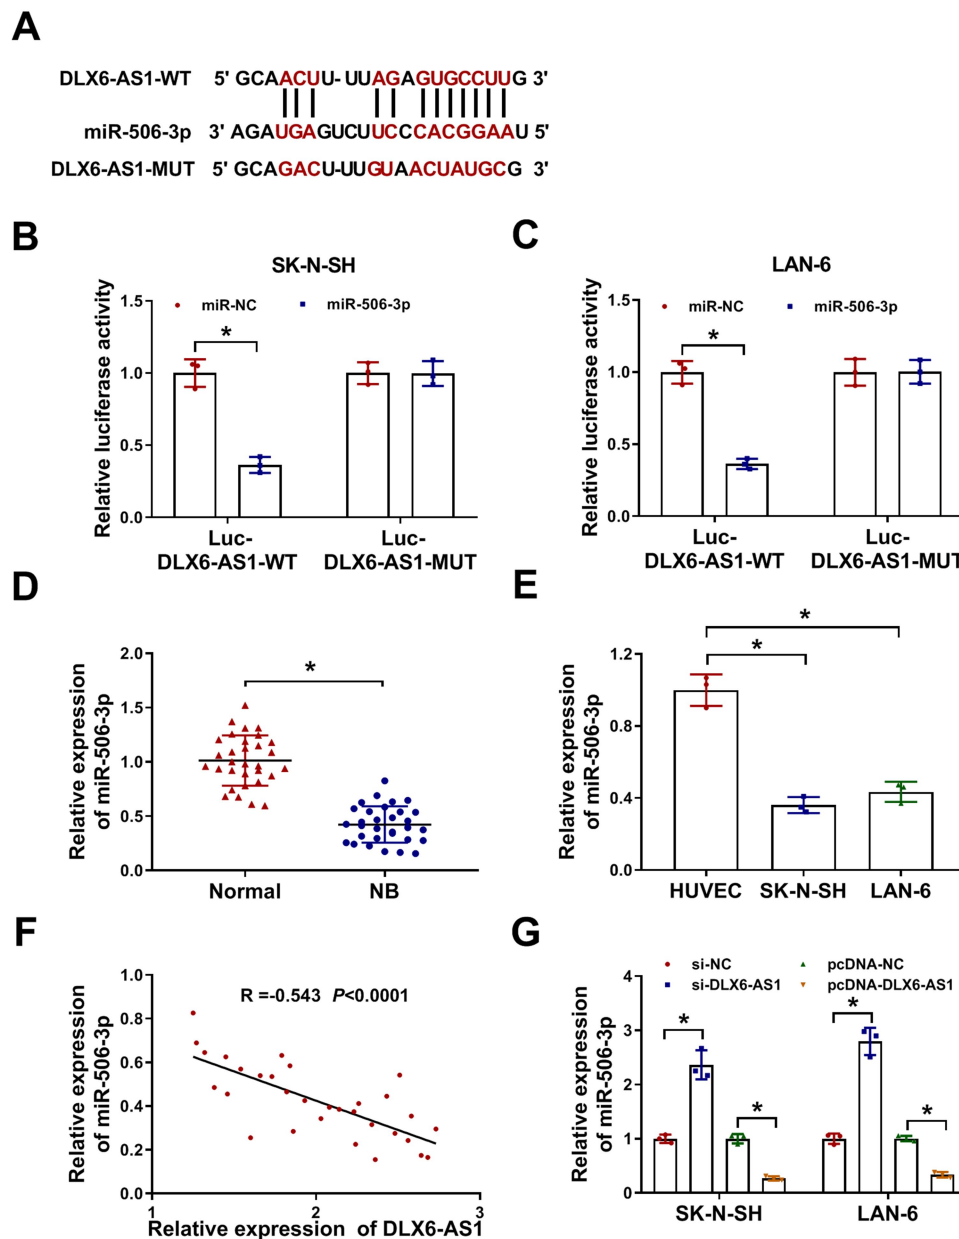 A
DLX6-AS1-WT 5' GCAACUU-UUAGAGUGCCUUG 3'
miR-506-3p 3' AGAUGAGUCUUCCCACGGAAU 5'
DLX6-AS1-MUT 5' GCAGACU-UUGUAACUAUGCG 3'
B
SK-N-SH
Relative luciferase activity
miR-NC miR-506-3p
*
1.5
1.0
0.5
0.0
Luc-DLX6-AS1-WT
Luc-DLX6-AS1-MUT
C
LAN-6
Relative luciferase activity
miR-NC miR-506-3p
*
1.5
1.0
0.5
0.0
Luc-DLX6-AS1-WT
Luc-DLX6-AS1-MUT
D
Relative expression
of miR-506-3p
*
2.0
1.5
1.0
0.5
0.0
Normal NB
E
Relative expression
of miR-506-3p
*
*
1.2
0.8
0.4
0.0
HUVEC SK-N-SH LAN-6
F
Relative expression
of miR-506-3p
R =-0.543 P<0.0001
1.0
0.8
0.6
0.4
0.2
0.0
1 2 3
Relative expression of DLX6-AS1
G
Relative expression
of miR-506-3p
si-NC pcDNA-NC
si-DLX6-AS1 pcDNA-DLX6-AS1
* * * *
4
3
2
1
0
SK-N-SH LAN-6